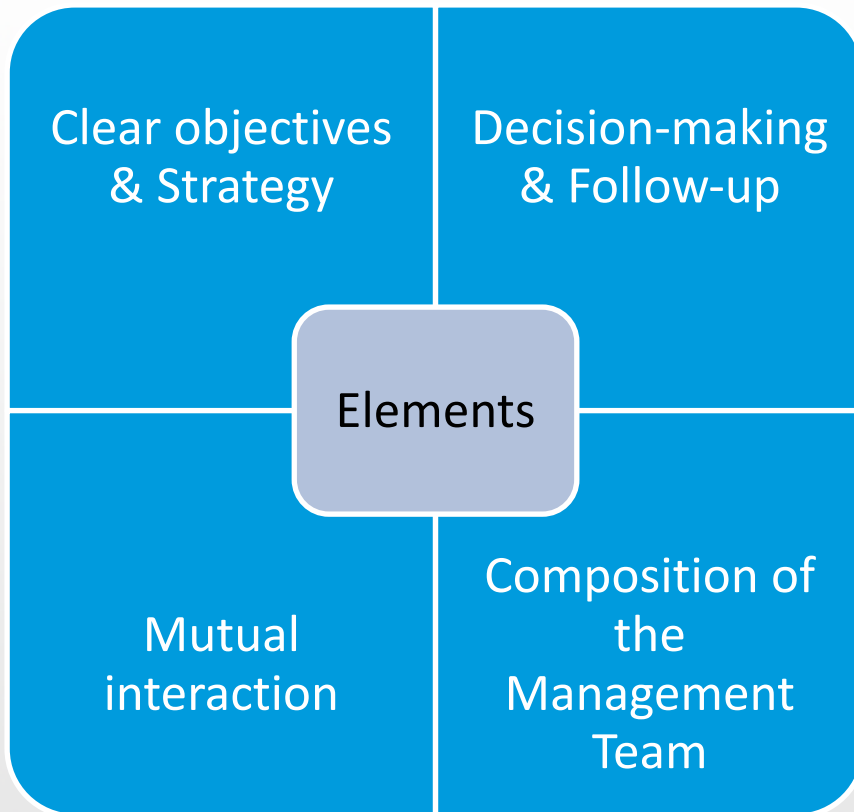 Clear objectives
& Strategy
Decision-making
& Follow-up
Elements
Mutual
interaction
Composition of
the
Management
Team